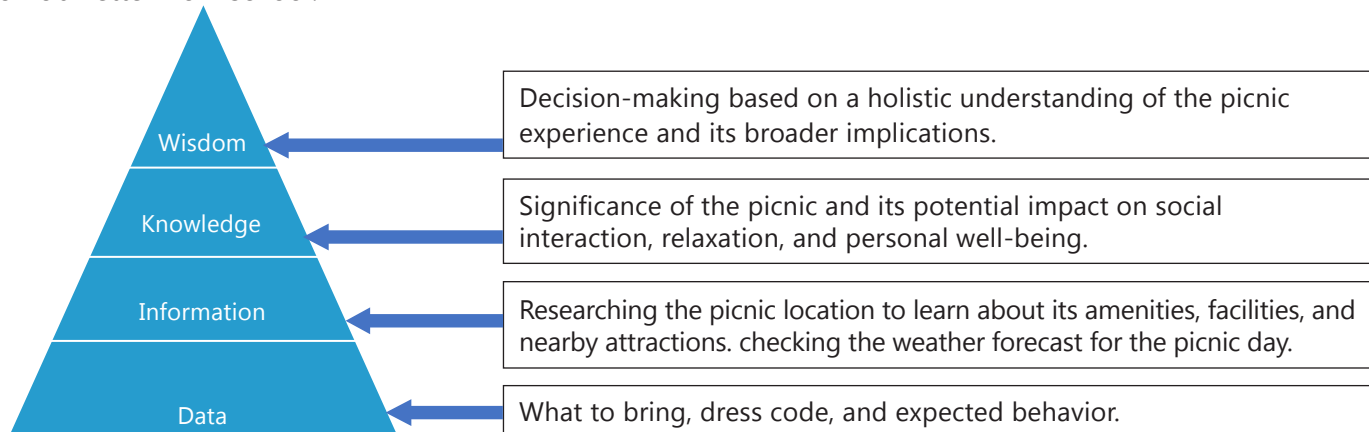 Decision-making based on a holistic understanding of the picnic
experience and its broader implications.
Wisdom
Significance of the picnic and its potential impact on social
interaction, relaxation, and personal well-being.
Knowledge
Researching the picnic location to learn about its amenities, facilities, and
nearby attractions. checking the weather forecast for the picnic day.
Information
What to bring, dress code, and expected behavior.
Data